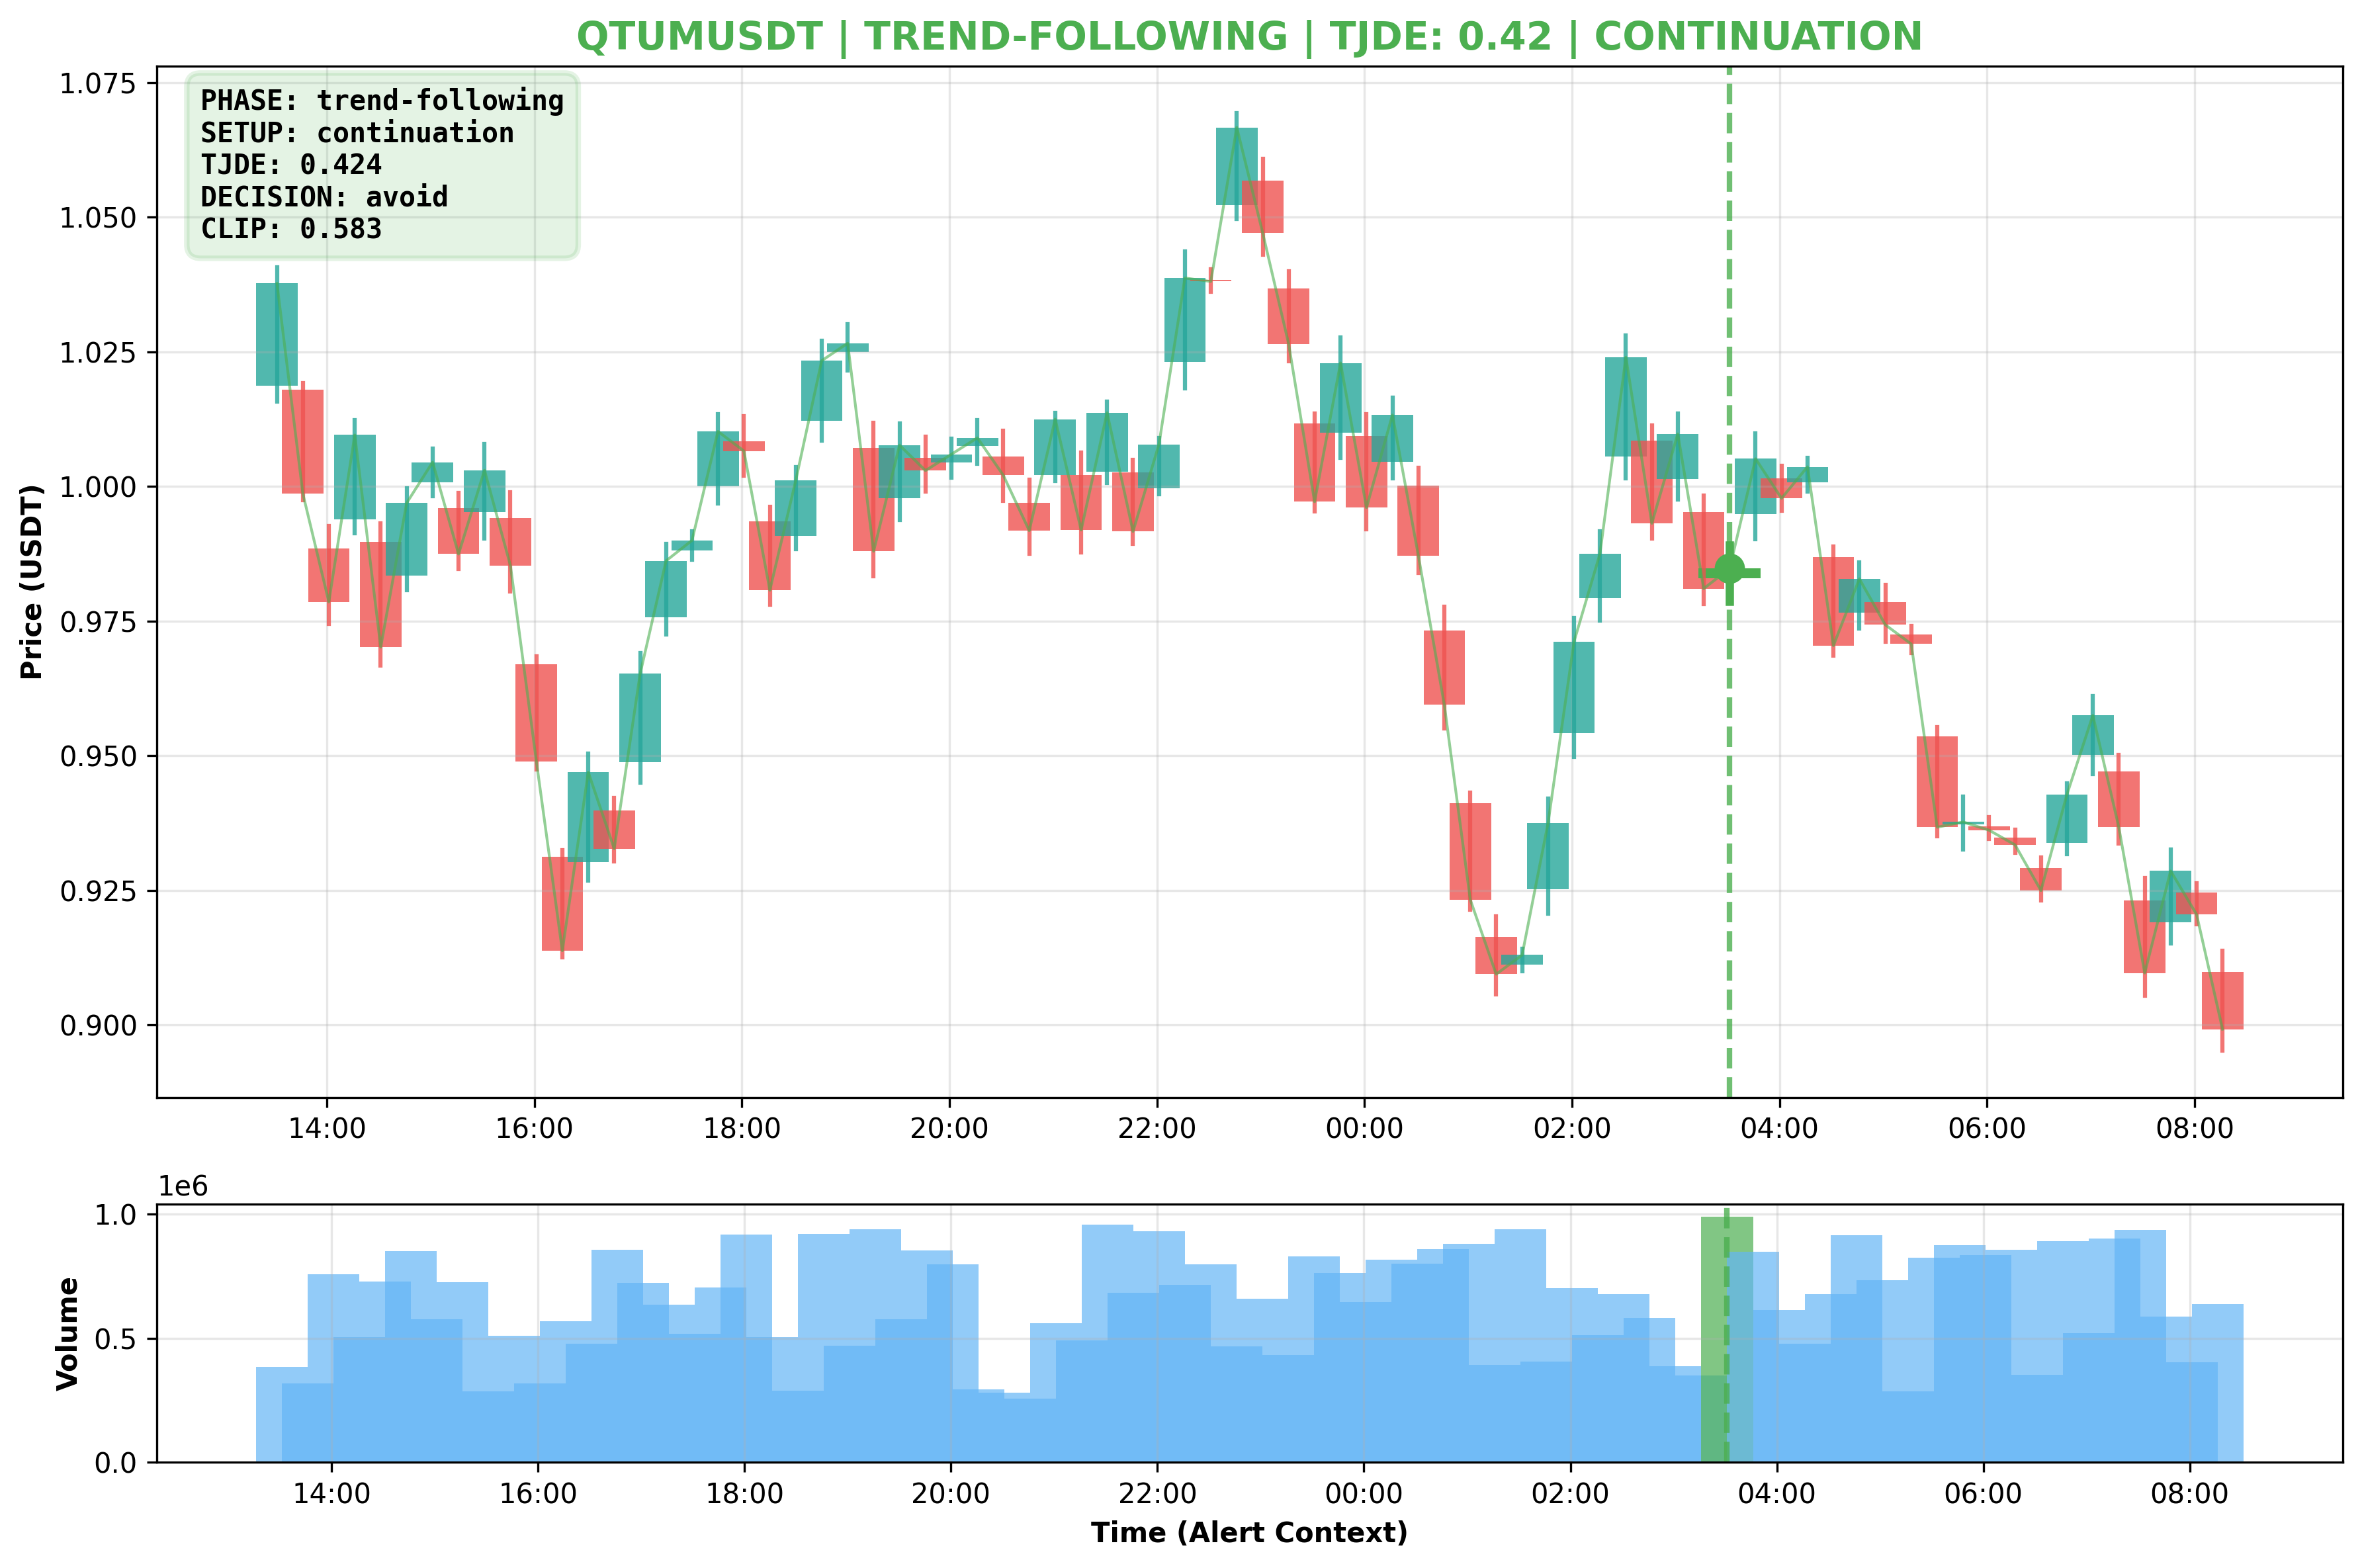 QTUMUSDT | TREND-FOLLOWING | TJDE: 0.42 | CONTINUATION
PHASE: trend-following
SETUP: continuation
TJDE: 0.424
DECISION: avoid
CLIP: 0.583
Price (USDT)
1.075
1.050
1.025
1.000
0.975
0.950
0.925
0.900
14:00 16:00 18:00 20:00 22:00 00:00 02:00 04:00 06:00 08:00
1e6
Volume
1.0
0.5
0.0
14:00 16:00 18:00 20:00 22:00 00:00 02:00 04:00 06:00 08:00
Time (Alert Context)